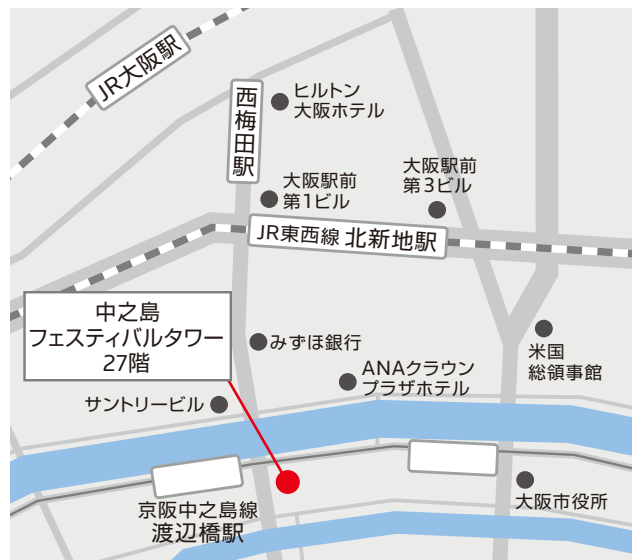 JR大阪駅
ヒルトン
大阪ホテル
西梅田駅
大阪駅前
第1ビル
大阪駅前
第3ビル
JR東西線 北新地駅
中之島
フェスティバルタワー
27階
みずほ銀行
米国
総領事館
ANAクラウン
プラザホテル
サントリービル
京阪中之島線
渡辺橋駅
大阪市役所